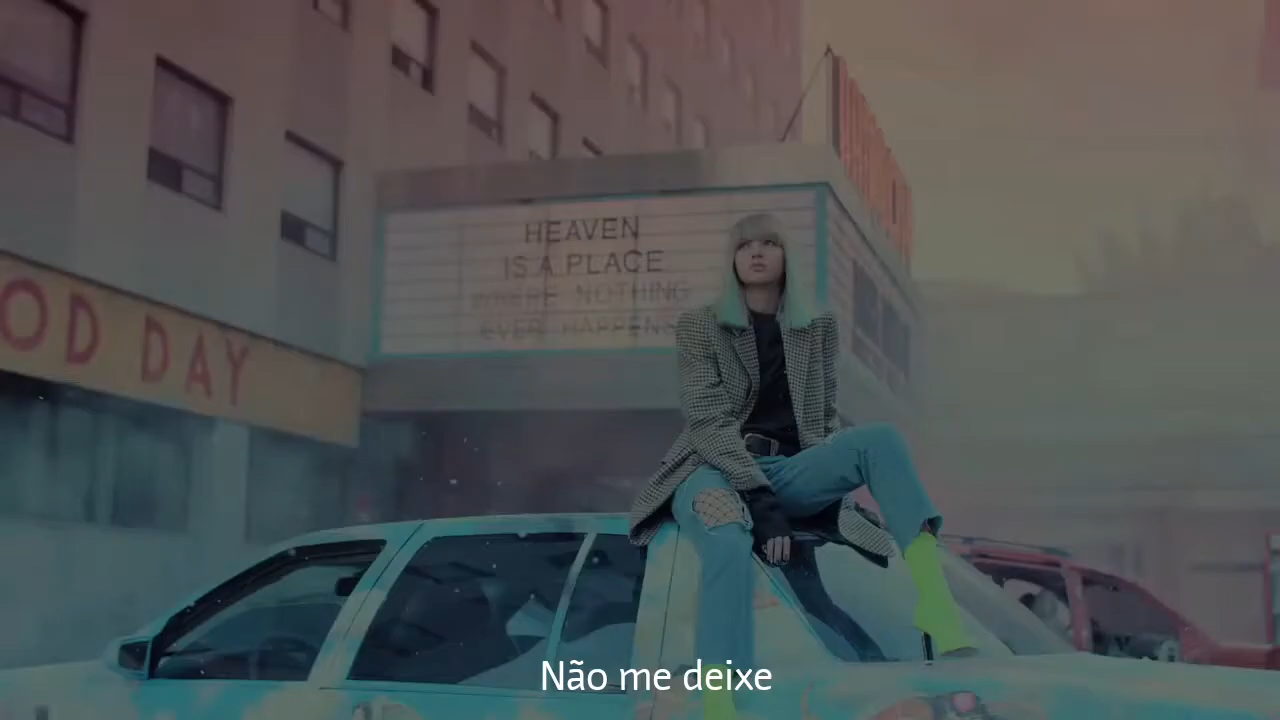 HEAVEN
IS A PLACE
WHERE NOTHING
EVER HAPPENS
OD DAY
Não me deixe